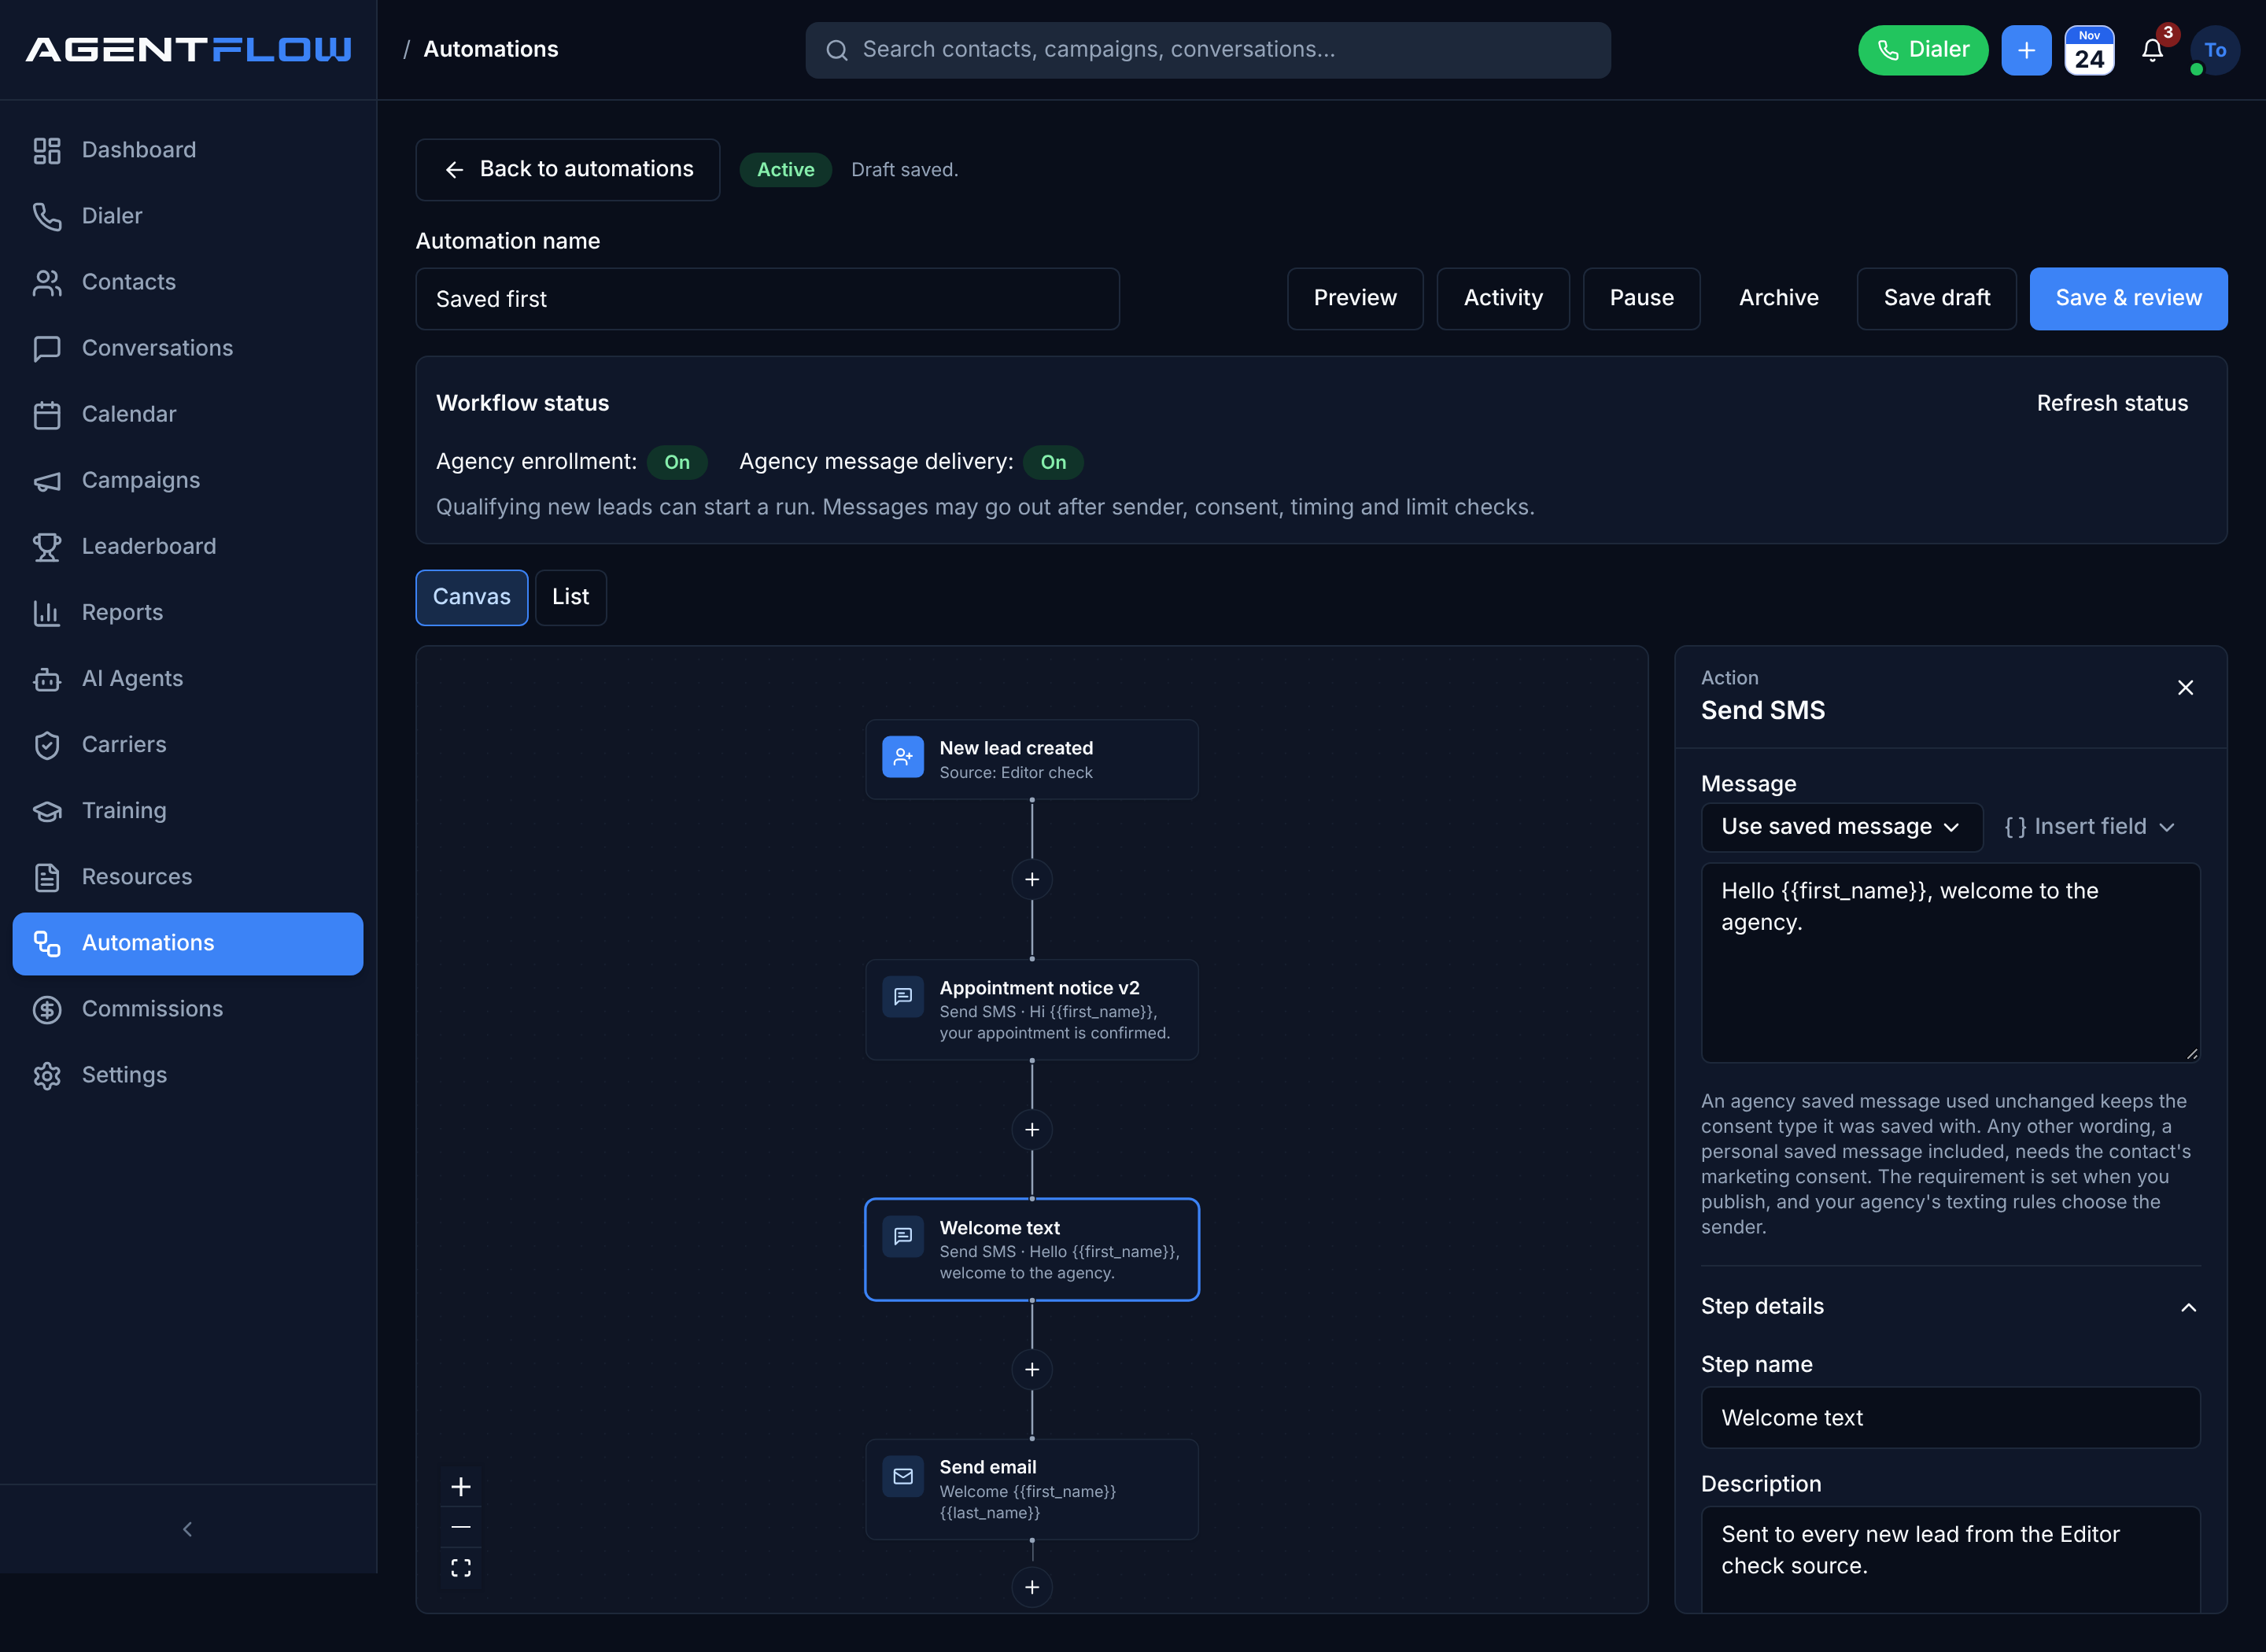 AGENTFLOW
/ Automations
Search contacts, campaigns, conversations...
Dialer
Nov
24
3
To
Dashboard
Dialer
Contacts
Conversations
Calendar
Campaigns
Leaderboard
Reports
AI Agents
Carriers
Training
Resources
Automations
Commissions
Settings
Back to automations
Active
Draft saved.
Automation name
Saved first
Preview
Activity
Pause
Archive
Save draft
Save & review
Workflow status
Refresh status
Agency enrollment: On
Agency message delivery: On
Qualifying new leads can start a run. Messages may go out after sender, consent, timing and limit checks.
Canvas
List
New lead created
Source: Editor check
Appointment notice v2
Send SMS · Hi {{first_name}},
your appointment is confirmed.
Welcome text
Send SMS · Hello {{first_name}},
welcome to the agency.
Send email
Welcome {{first_name}}
{{last_name}}
Action
Send SMS
Message
Use saved message
{ } Insert field
Hello {{first_name}}, welcome to the
agency.
An agency saved message used unchanged keeps the
consent type it was saved with. Any other wording, a
personal saved message included, needs the contact's
marketing consent. The requirement is set when you
publish, and your agency's texting rules choose the
sender.
Step details
Step name
Welcome text
Description
Sent to every new lead from the Editor
check source.